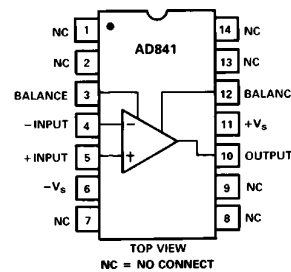 AD841
NC 1
NC 2
BALANCE 3
-INPUT 4
+INPUT 5
-Vs 6
NC 7
14 NC
13 NC
12 BALANC
11 +Vs
10 OUTPUT
9 NC
8 NC
- 
+
TOP VIEW
NC = NO CONNECT